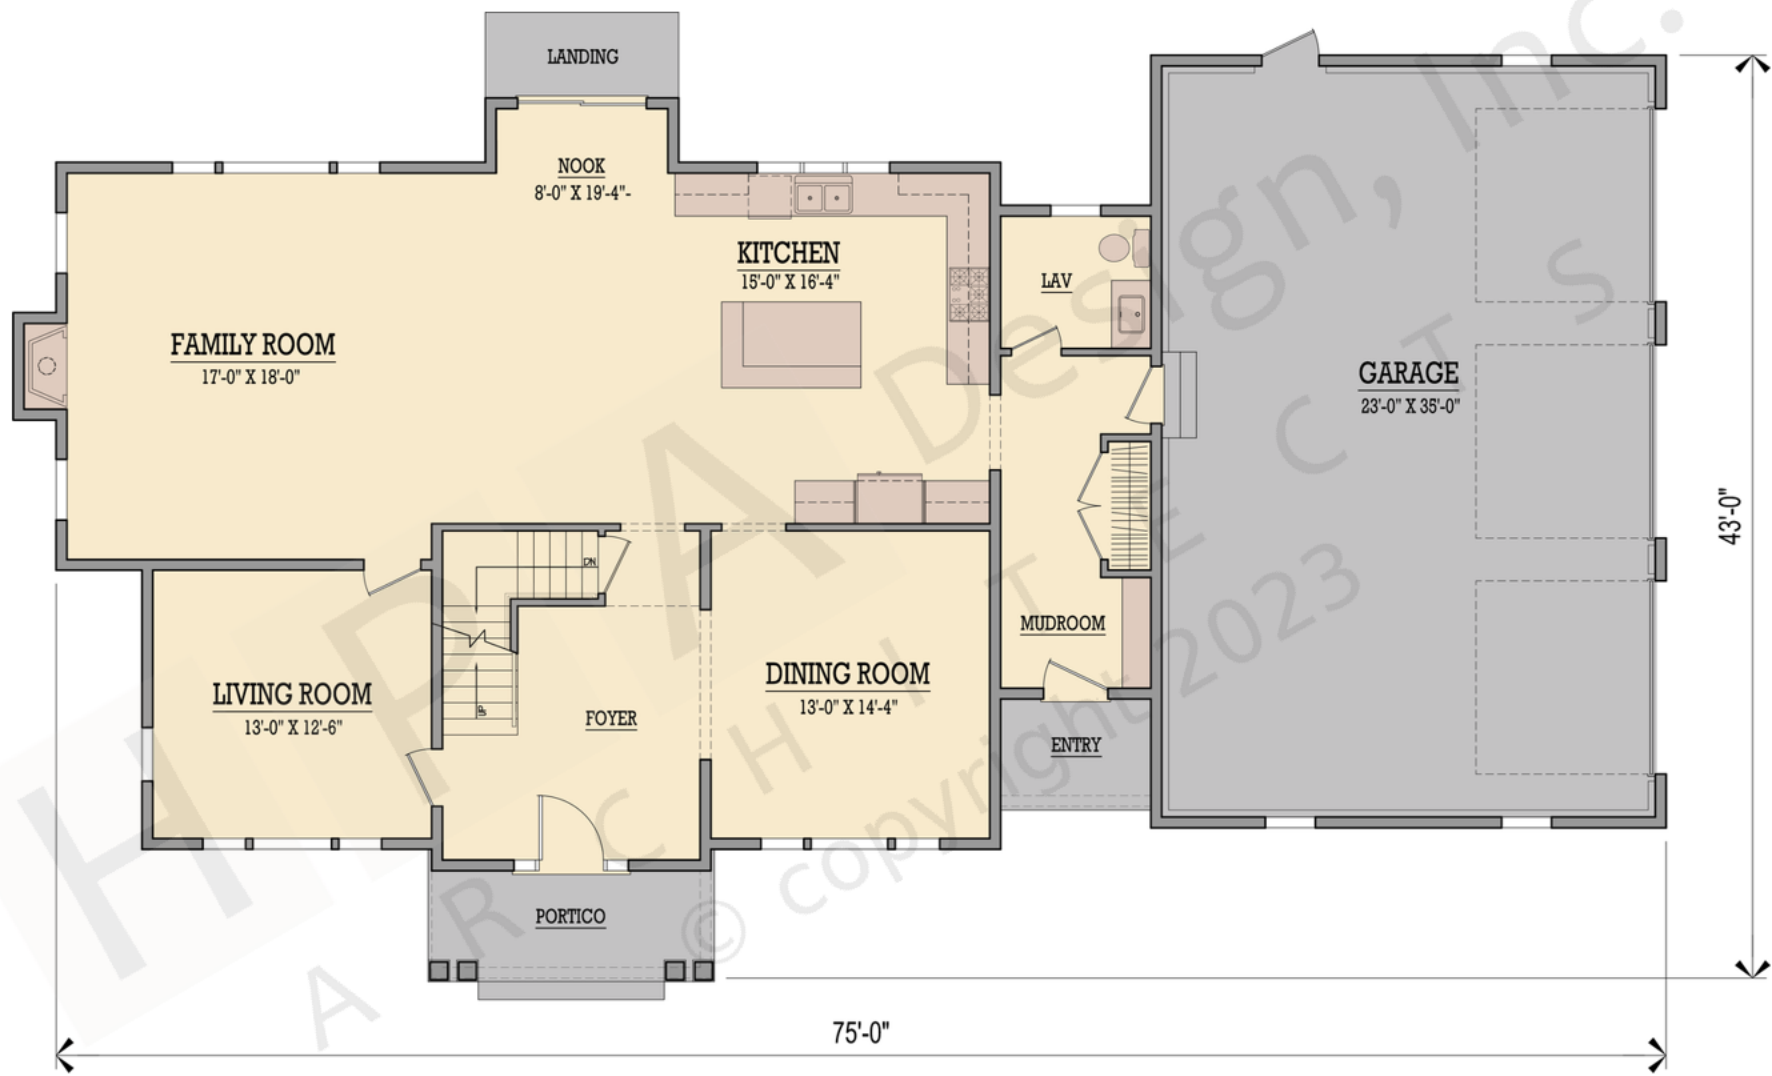 LANDING
NOOK
8'-0" X 19'-4"-
KITCHEN
15'-0" X 16'-4"
LAV
FAMILY ROOM
17'-0" X 18'-0"
GARAGE
23'-0" X 35'-0"
43'-0"
DN
MUDROOM
LIVING ROOM
13'-0" X 12'-6"
UP
FOYER
DINING ROOM
13'-0" X 14'-4"
ENTRY
PORTICO
75'-0"
HPA Design, Inc.
ARCHITECTS
© copyright 2023